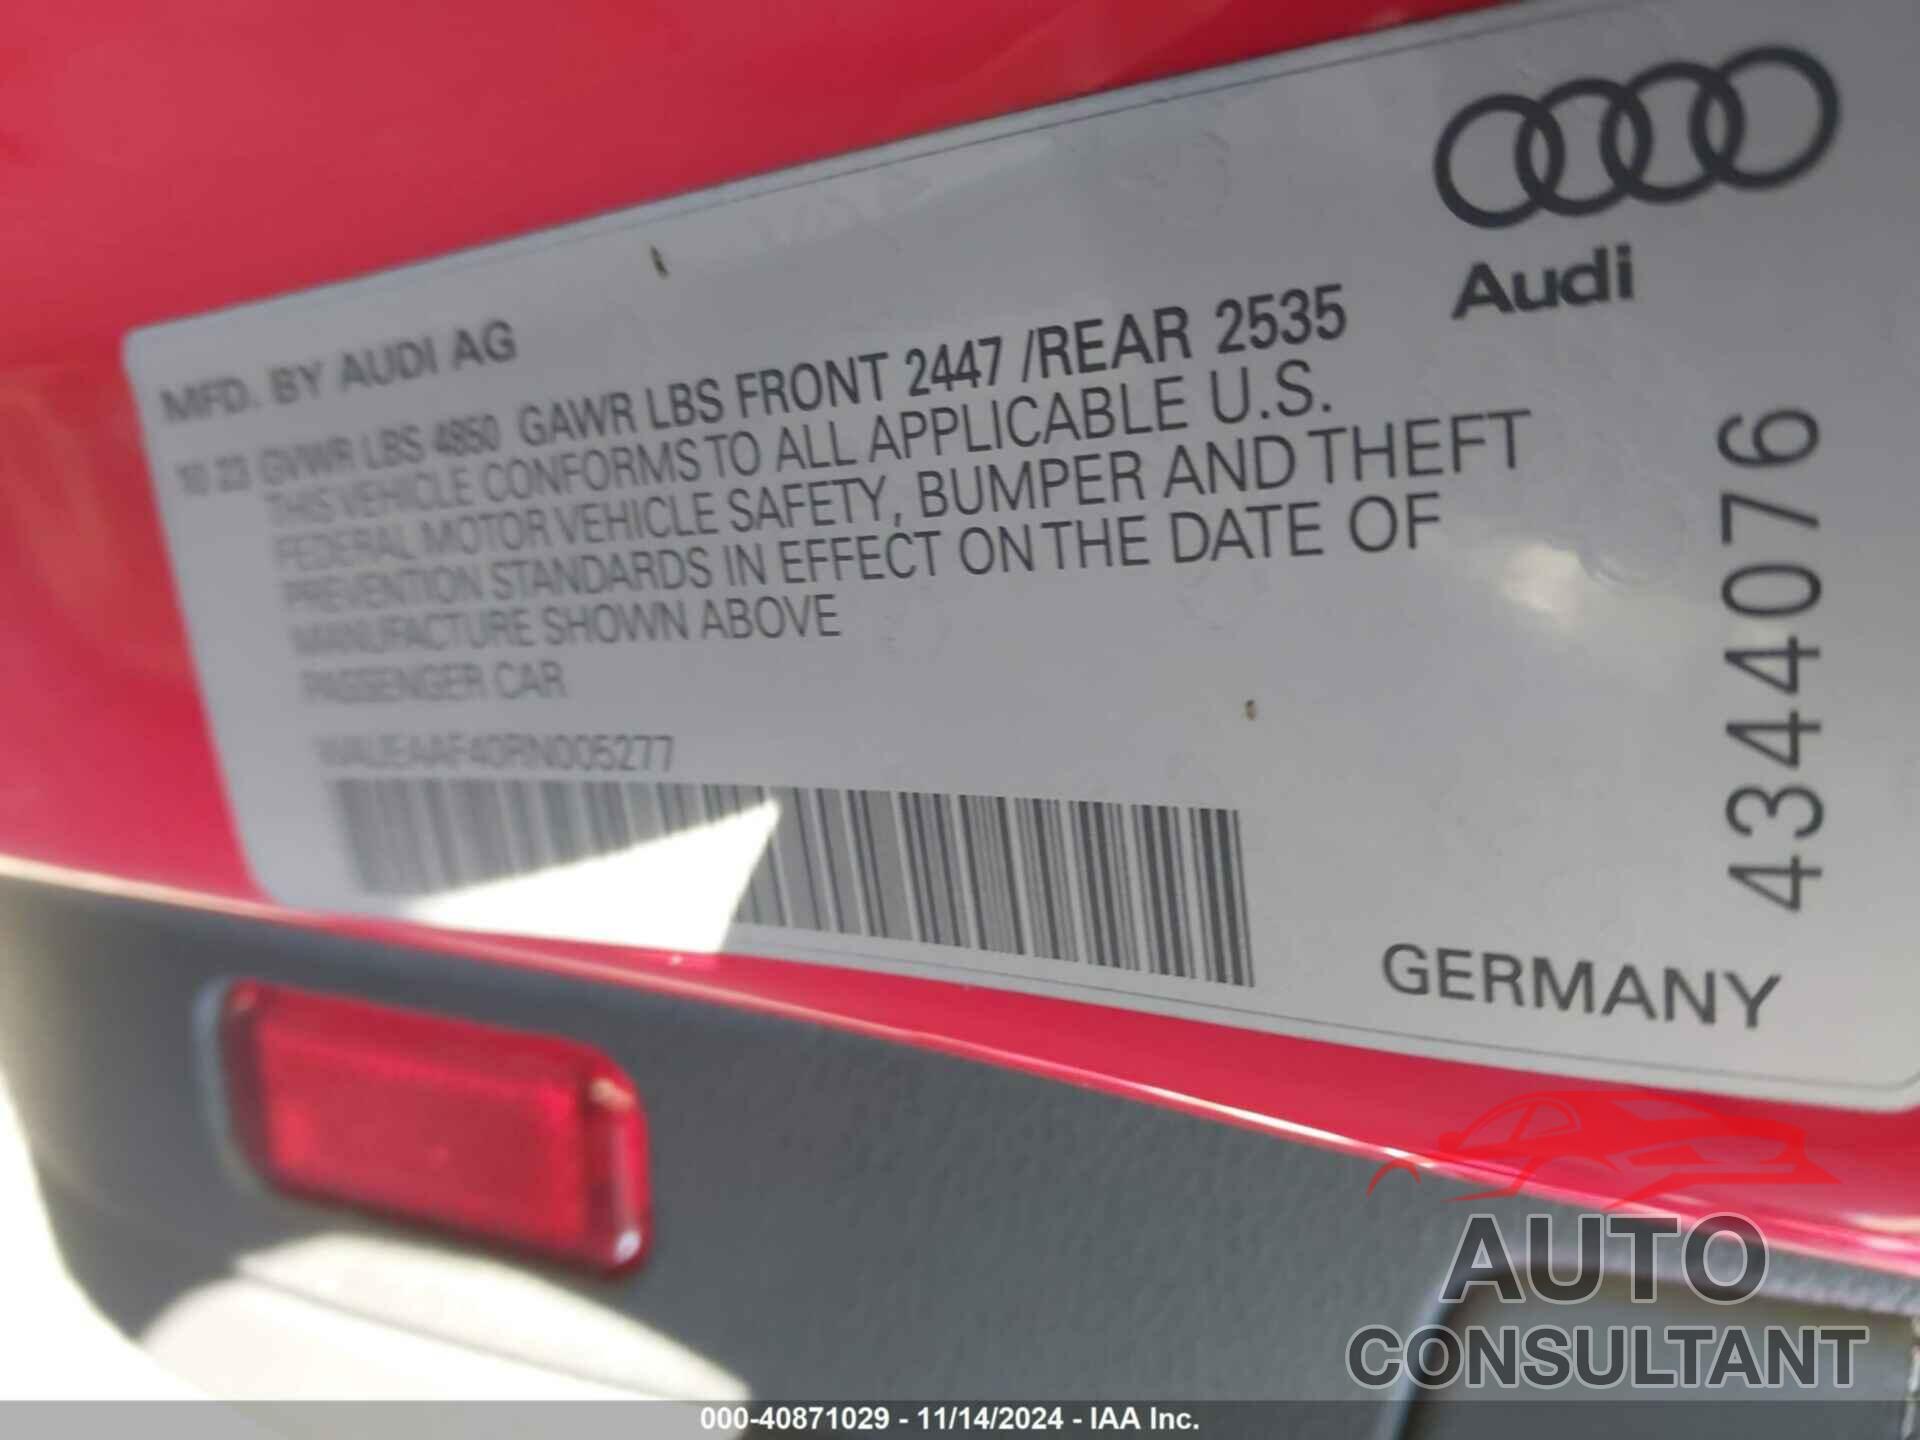 Audi
MFD. BY AUDI AG
10 23 GVWR LBS 4850 GAWR LBS FRONT 2447 /REAR 2535
THIS VEHICLE CONFORMS TO ALL APPLICABLE U.S.
FEDERAL MOTOR VEHICLE SAFETY, BUMPER AND THEFT
PREVENTION STANDARDS IN EFFECT ON THE DATE OF
MANUFACTURE SHOWN ABOVE
PASSENGER CAR
WAUEAAF40RN005277
4344076
GERMANY
AUTO
CONSULTANT
000-40871029 - 11/14/2024 - IAA Inc.